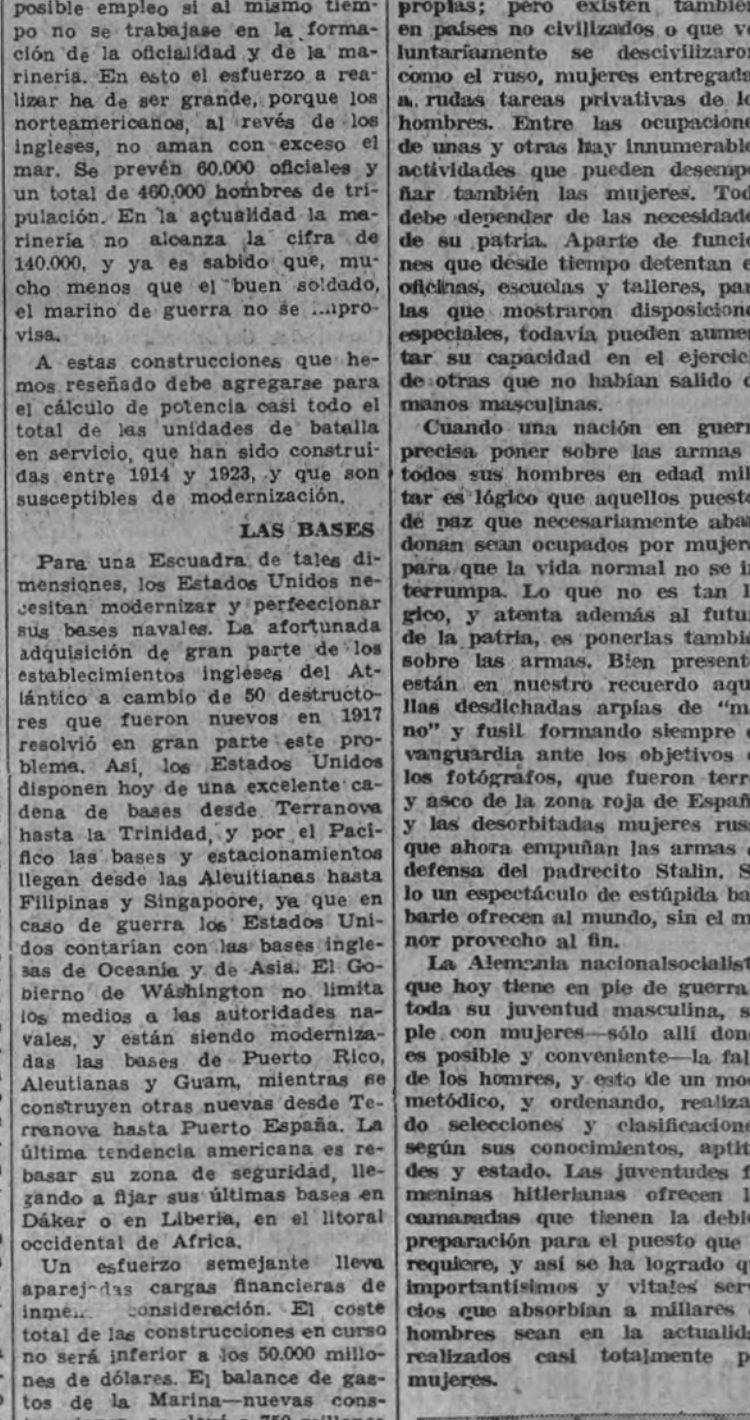 posible empleo si al mismo tiem-
po no se trabajase en la forma-
ción de la oficialidad y de la ma-
rinería. En esto el esfuerzo a rea-
lizar ha de ser grande, porque los
norteamericanos, al revés de los
ingleses, no aman con exceso el
mar. Se prevén 60.000 oficiales y
un total de 460.000 hombres de tri-
pulación. En la actualidad la ma-
rinería no alcanza la cifra de
140.000, y ya es sabido que, mu-
cho menos que el buen soldado,
el marino de guerra no se ...npro-
visa.
A estas construcciones que he-
mos reseñado debe agregarse para
el cálculo de potencia casi todo el
total de las unidades de batalla
en servicio, que han sido construi-
das entre 1914 y 1923, y que son
susceptibles de modernización.
LAS BASES
Para una Escuadra de tales di-
mensiones, los Estados Unidos ne-
cesitan modernizar y perfeccionar
sus bases navales. La afortunada
adquisición de gran parte de los
establecimientos ingleses del At-
lántico a cambio de 50 destructo-
res que fueron nuevos en 1917
resolvió en gran parte este pro-
blema. Así, los Estados Unidos
disponen hoy de una excelente ca-
dena de bases desde Terranova
hasta la Trinidad, y por el Pací-
fico las bases y estacionamientos
llegan desde las Aleuitianas hasta
Filipinas y Singapoore, ya que en
caso de guerra los Estados Uni-
dos contarían con las bases ingle-
sas de Oceanía y de Asia. El Go-
bierno de Wáshington no limita
los medios a las autoridades na-
vales, y están siendo moderniza-
das las bases de Puerto Rico,
Aleutianas y Guam, mientras se
construyen otras nuevas desde Te-
rranova hasta Puerto España. La
última tendencia americana es re-
basar su zona de seguridad, lle-
gando a fijar sus últimas bases en
Dákar o en Liberia, en el litoral
occidental de Africa.
Un esfuerzo semejante lleva
cargas financieras de
consideración. El coste
total de las construcciones en curso
no será inferior a los 50.000 millo-
nes de dólares. El balance de gas-
tos de la Marina—nuevas cons-
propias; pero existen también
en países no civilizados o que vo
luntariamente se descivilizaron
como el ruso, mujeres entregada
a rudas tareas privativas de lo
hombres. Entre las ocupacione
de unas y otras hay innumerable
actividades que pueden desempe
ñar también las mujeres. Tod
debe depender de las necesidade
de su patria. Aparte de funcio
nes que desde tiempo detentan e
oficinas, escuelas y talleres, par
las que mostraron disposicione
especiales, todavía pueden aumen
tar su capacidad en el ejercici
de otras que no habían salido d
manos masculinas.
Cuando una nación en guerr
precisa poner sobre las armas
todos sus hombres en edad mili
tar es lógico que aquellos puesto
de paz que necesariamente aban
donan sean ocupados por mujere
para que la vida normal no se in
terrumpa. Lo que no es tan l
gico, y atenta además al futur
de la patria, es ponerlas tambié
sobre las armas. Bien present
están en nuestro recuerdo aque
llas desdichadas arpías de "mo
no" y fusil formando siempre e
vanguardia ante los objetivos d
los fotógrafos, que fueron terro
y asco de la zona roja de Españ
y las desorbitadas mujeres rusa
que ahora empuñan las armas e
defensa del padrecito Stalin. S
lo un espectáculo de estúpida bar
barie ofrecen al mundo, sin el me
nor provecho al fin.
La Alemania nacionalsocialist
que hoy tiene en pie de guerra
toda su juventud masculina, s
ple con mujeres—sólo allí dond
es posible y conveniente—la fal
de los homres, y esto de un mod
metódico, y ordenando, realizan
do selecciones y clasificacione
según sus conocimientos, aptitu
des y estado. Las juventudes f
meninas hitlerianas ofrecen l
camaradas que tienen la debid
preparación para el puesto que
requiere, y así se ha logrado qu
importantísimos y vitales servi
cios que absorbían a millares d
hombres sean en la actualida
realizados casi totalmente p
mujeres.